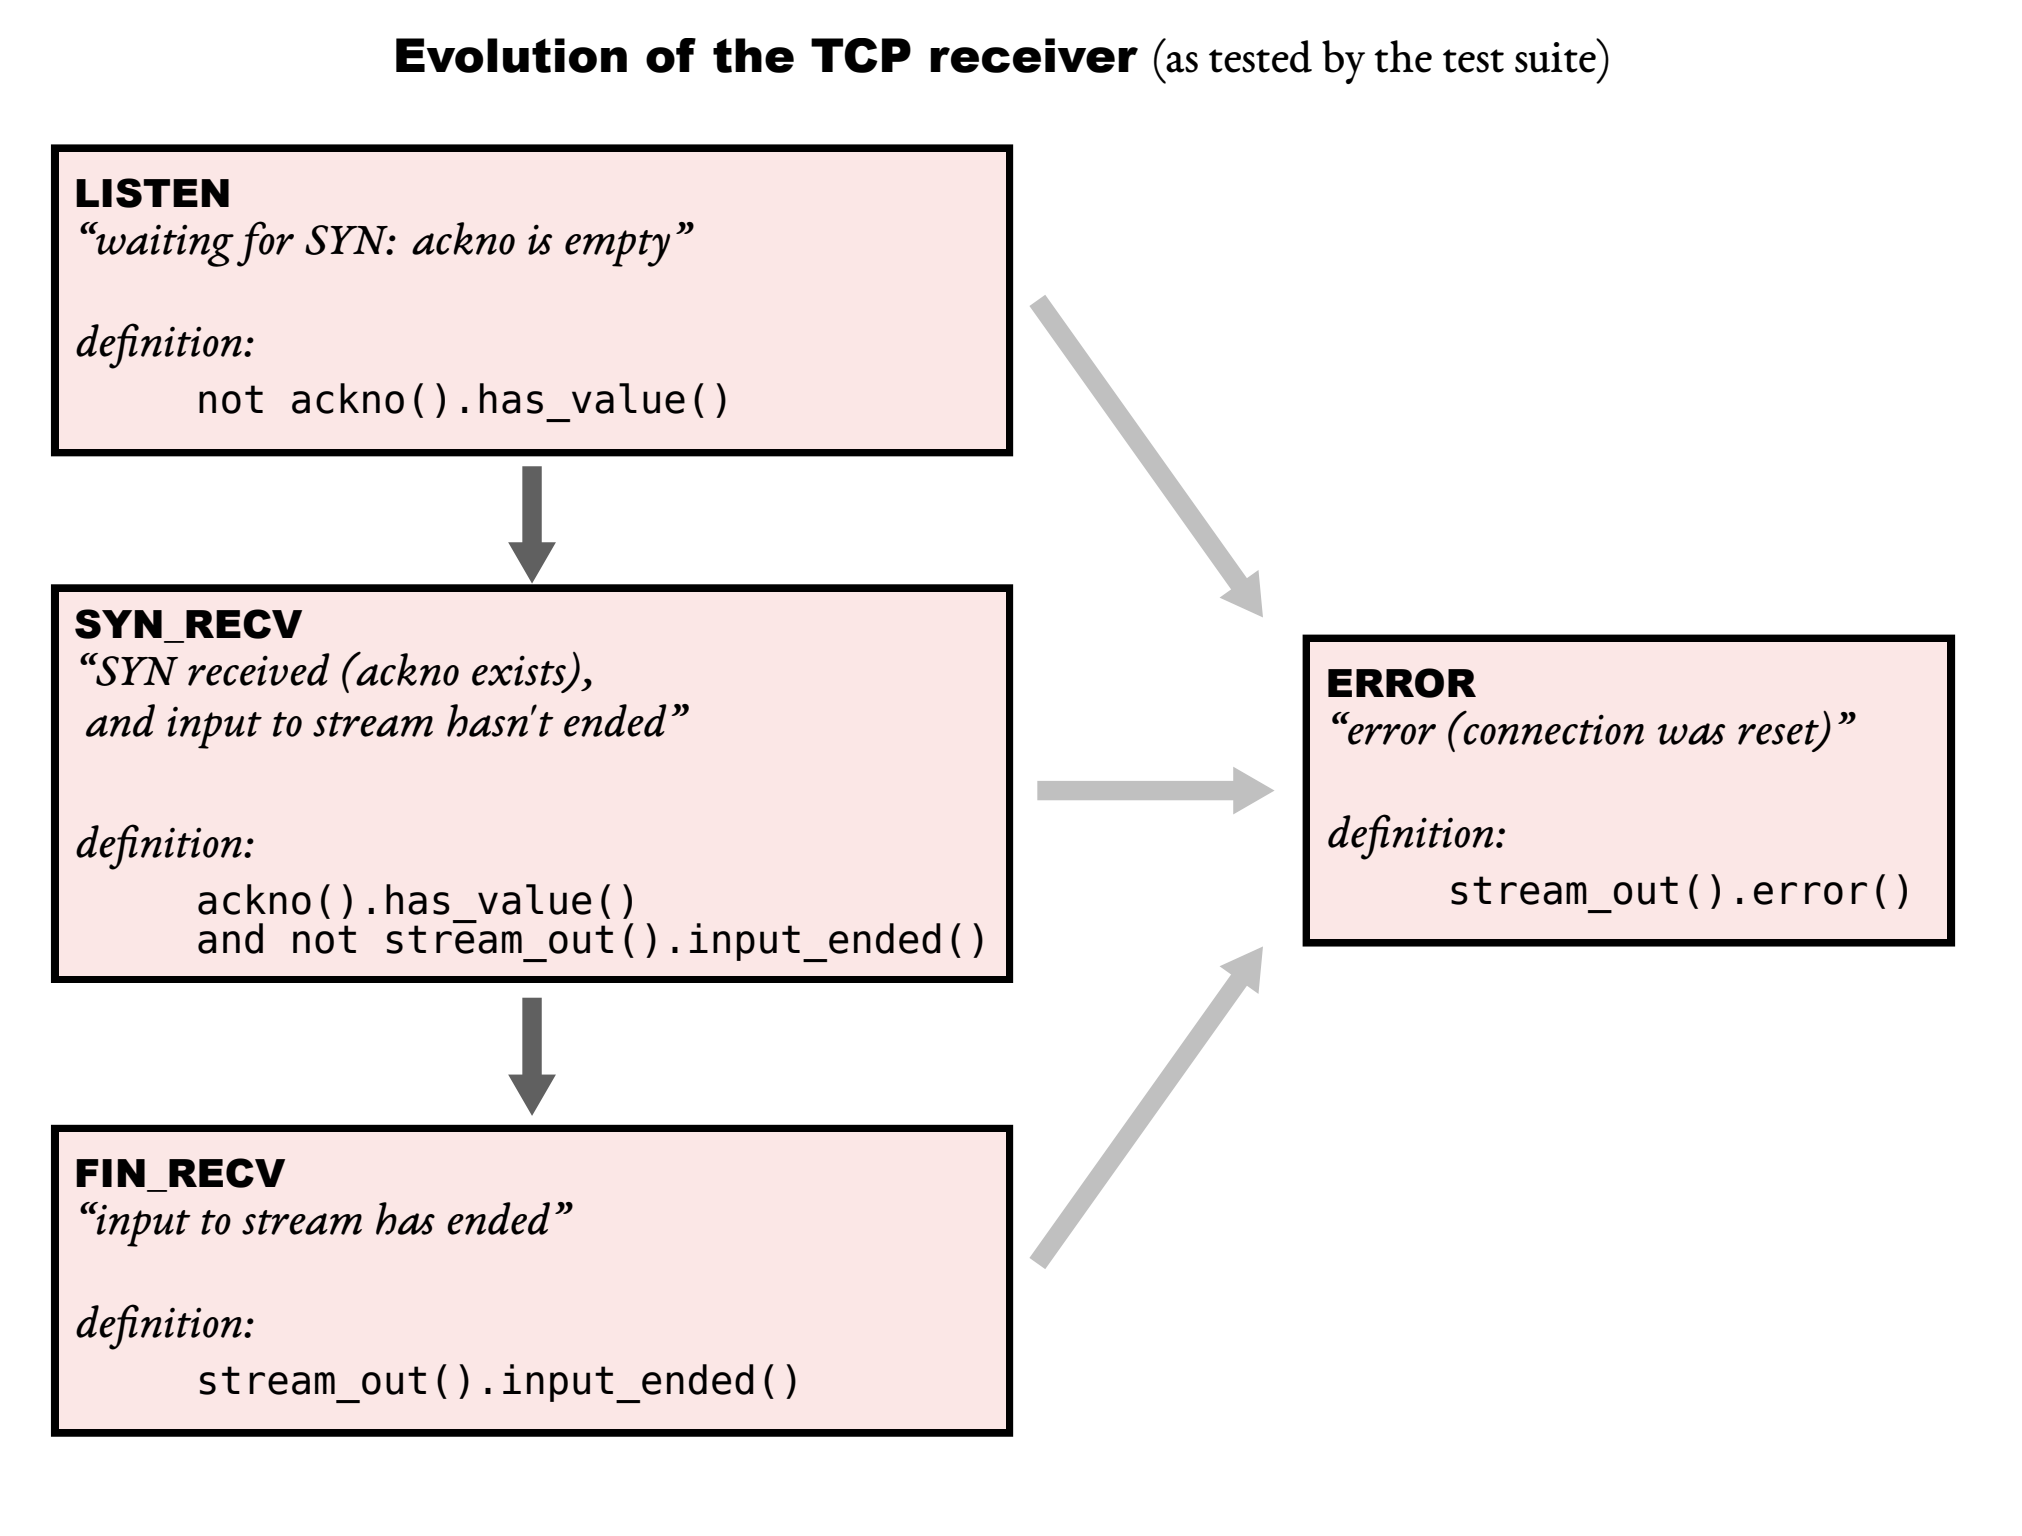 Evolution of the TCP receiver (as tested by the test suite)
LISTEN
“waiting for SYN: ackno is empty”
definition:
not ackno().has_value()
SYN_RECV
“SYN received (ackno exists),
and input to stream hasn't ended”
definition:
ackno().has_value()
and not stream_out().input_ended()
FIN_RECV
“input to stream has ended”
definition:
stream_out().input_ended()
ERROR
“error (connection was reset)”
definition:
stream_out().error()